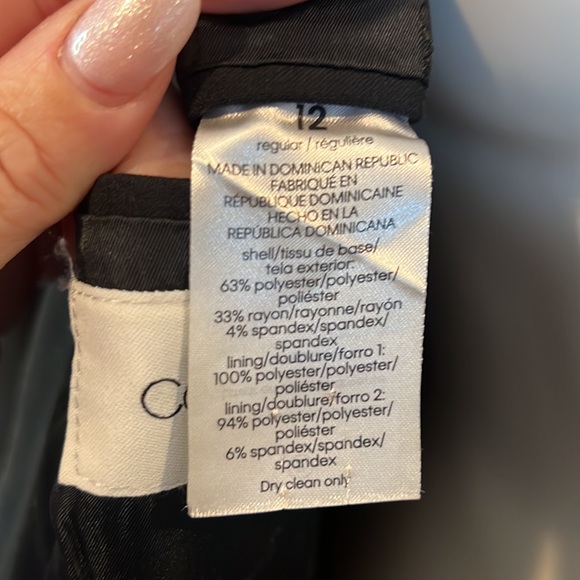 12
regular / régulière
MADE IN DOMINICAN REPUBLIC
FABRIQUÉ EN
RÉPUBLIQUE DOMINICAINE
HECHO EN LA
REPÚBLICA DOMINICANA
shell/tissu de base/
tela exterior:
63% polyester/polyester/
poliéster
33% rayon/rayonne/rayón
4% spandex/spandex/
spandex
lining/doublure/forro 1:
100% polyester/polyester/
poliéster
lining/doublure/forro 2:
94% polyester/polyester/
poliéster
6% spandex/spandex/
spandex
Dry clean only